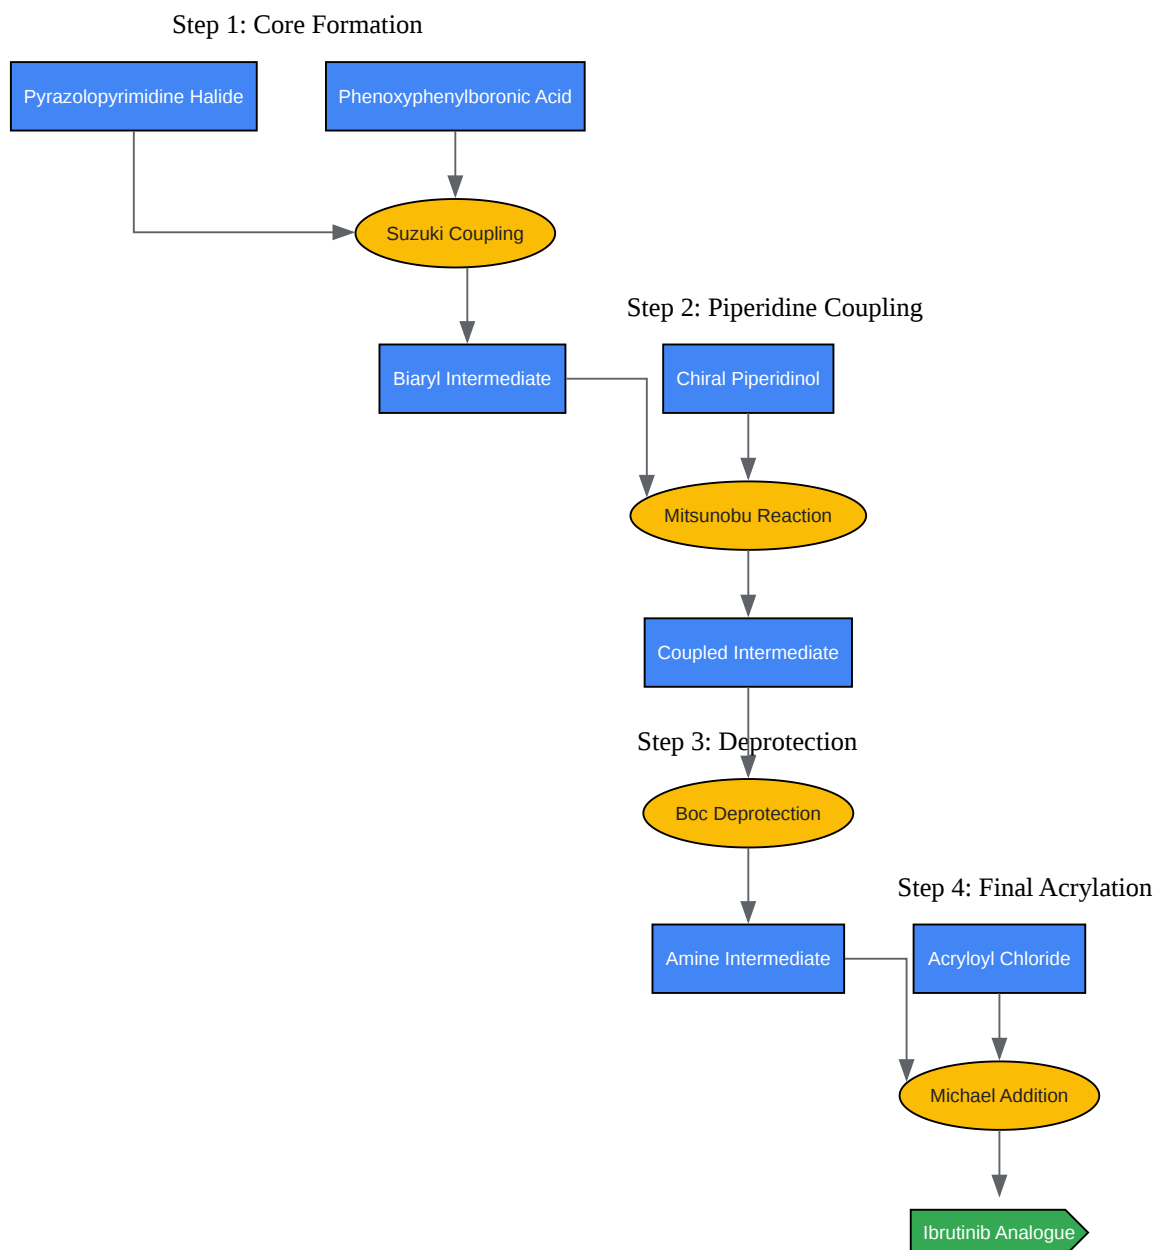 Step 1: Core Formation
Pyrazolopyrimidine Halide
Phenoxyphenylboronic Acid
Suzuki Coupling
Step 2: Piperidine Coupling
Biaryl Intermediate
Chiral Piperidinol
Mitsunobu Reaction
Coupled Intermediate
Step 3: Deprotection
Boc Deprotection
Step 4: Final Acrylation
Amine Intermediate
Acryloyl Chloride
Michael Addition
Ibrutinib Analogue